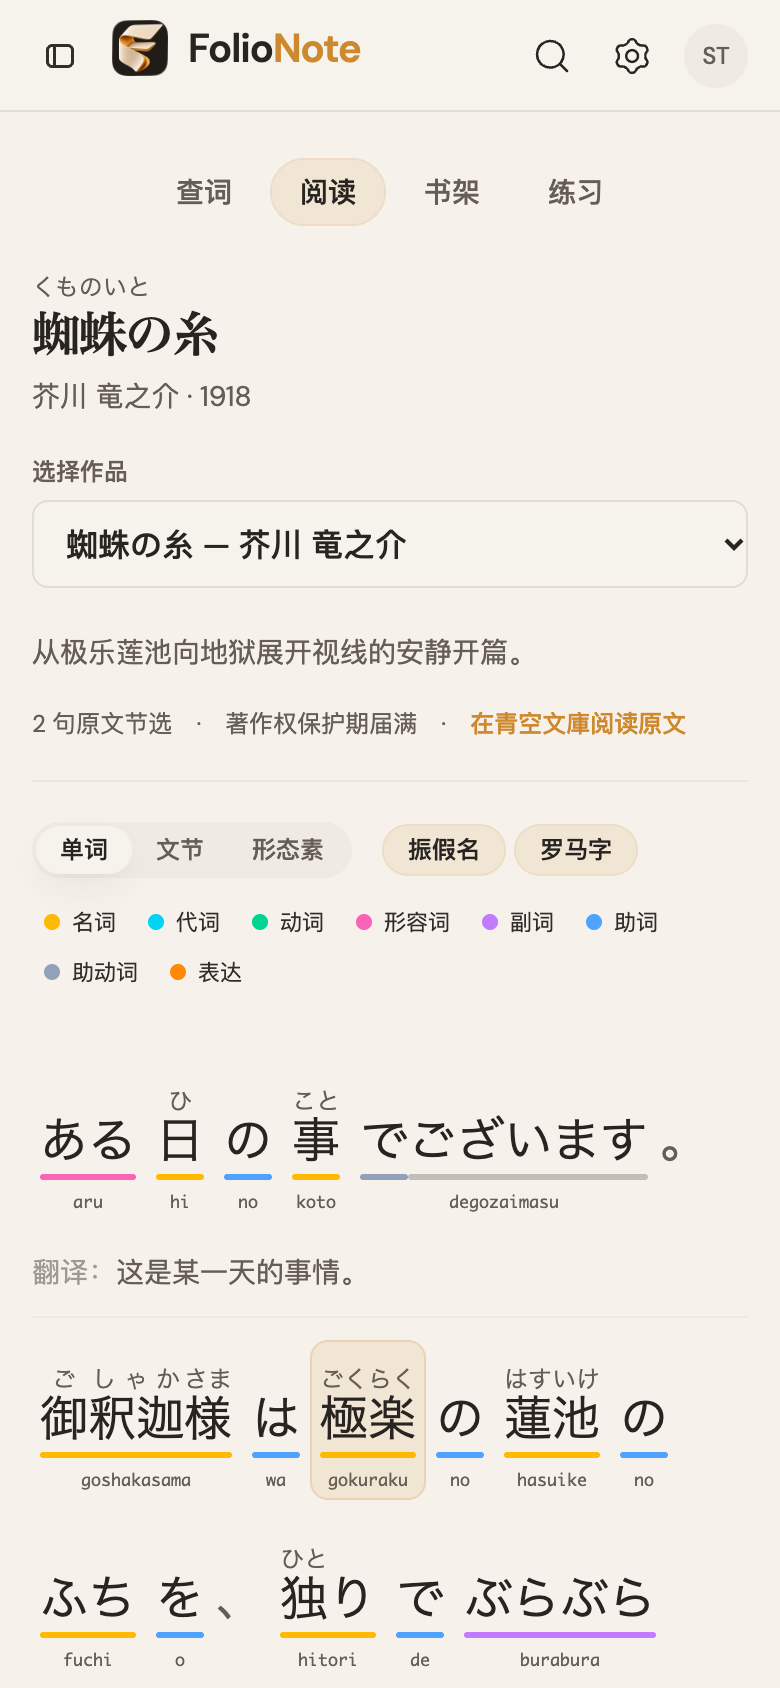 FolioNote
ST
查词 阅读 书架 练习
くものいと
蜘蛛の糸
芥川 竜之介 · 1918
选择作品
蜘蛛の糸 — 芥川 竜之介
从极乐莲池向地狱展开视线的安静开篇。
2 句原文节选 · 著作权保护期届满 · 在青空文庫阅读原文
单词 文节 形态素 振假名 罗马字
名词 代词 动词 形容词 副词 助词
助动词 表达
ひ こと
ある 日 の 事 でございます 。
aru hi no koto degozaimasu
翻译： 这是某一天的事情。
ごしゃかさま ごくらく はすいけ
御釈迦様 は 極楽 の 蓮池 の
goshakasama wa gokuraku no hasuike no
ひと
ふち を 、 独り で ぶらぶら
fuchi o hitori de burabura